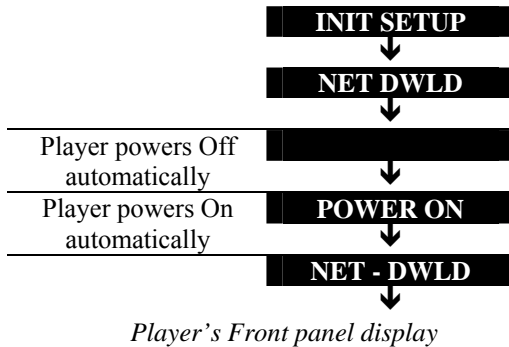 INIT SETUP
NET DWLD
Player powers Off
automatically
Player powers On
automatically
POWER ON
NET - DWLD
Player's Front panel display